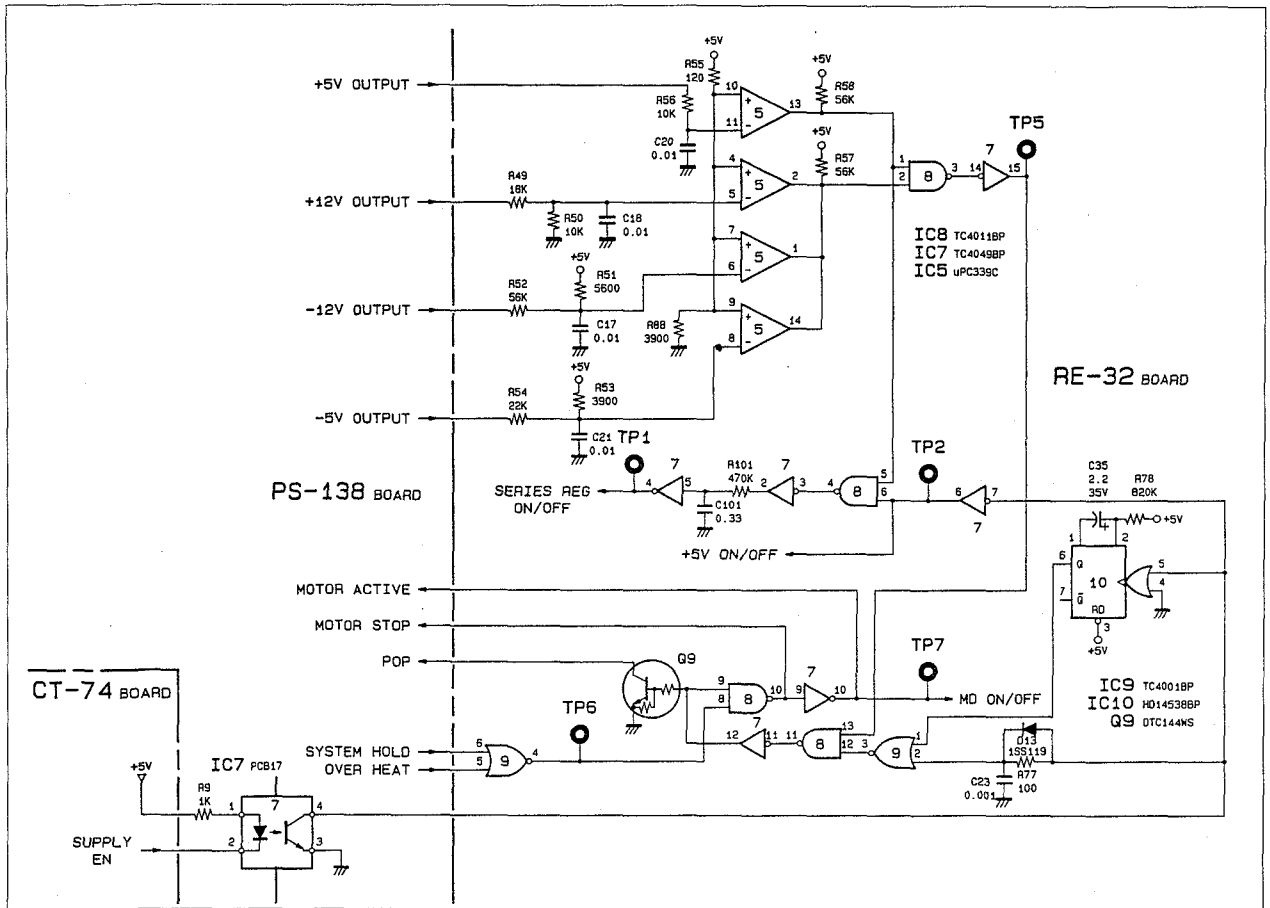 +5V OUTPUT
+12V OUTPUT
-12V OUTPUT
-5V OUTPUT
+5V
R55
120
R56
10K
C20
0.01
10
11
5
13
+5V
R58
56K
+5V
R57
56K
4
5
5
2
7
6
5
1
9
8
5
14
R49
18K
R50
10K
C18
0.01
+5V
R51
5600
R52
56K
C17
0.01
R88
3900
+5V
R53
3900
R54
22K
C21
0.01
1
2
8
3
14
7
15
TP5
IC8 TC4011BP
IC7 TC4049BP
IC5 uPC339C
RE-32 BOARD
PS-138 BOARD
TP1
SERIES REG
ON/OFF
4
7
5
R101
470K
C101
0.33
2
7
3
4
8
5
6
TP2
6
7
7
+5V ON/OFF
C35
2.2
35V
R78
820K
+5V
1
2
6
Q
10
7
Q̅
RD
3
+5V
5
4
MOTOR ACTIVE
MOTOR STOP
POP
Q9
9
8
8
10
9
7
10
TP7
MD ON/OFF
IC9 TC4001BP
IC10 HD14538BP
Q9 DTC144WS
CT-74 BOARD
TP6
SYSTEM HOLD
OVER HEAT
6
5
9
4
12
7
11
11
8
13
12
3
9
1
2
D13
1SS119
R77
100
C23
0.001
+5V
R9
1K
IC7 PCB17
7
1
2
4
3
SUPPLY
EN